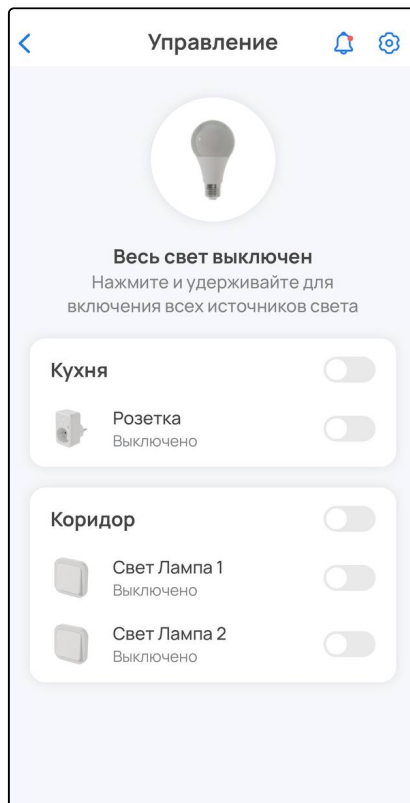 Управление
Весь свет выключен
Нажмите и удерживайте для
включения всех источников света
Кухня
Розетка
Выключено
Коридор
Свет Лампа 1
Выключено
Свет Лампа 2
Выключено